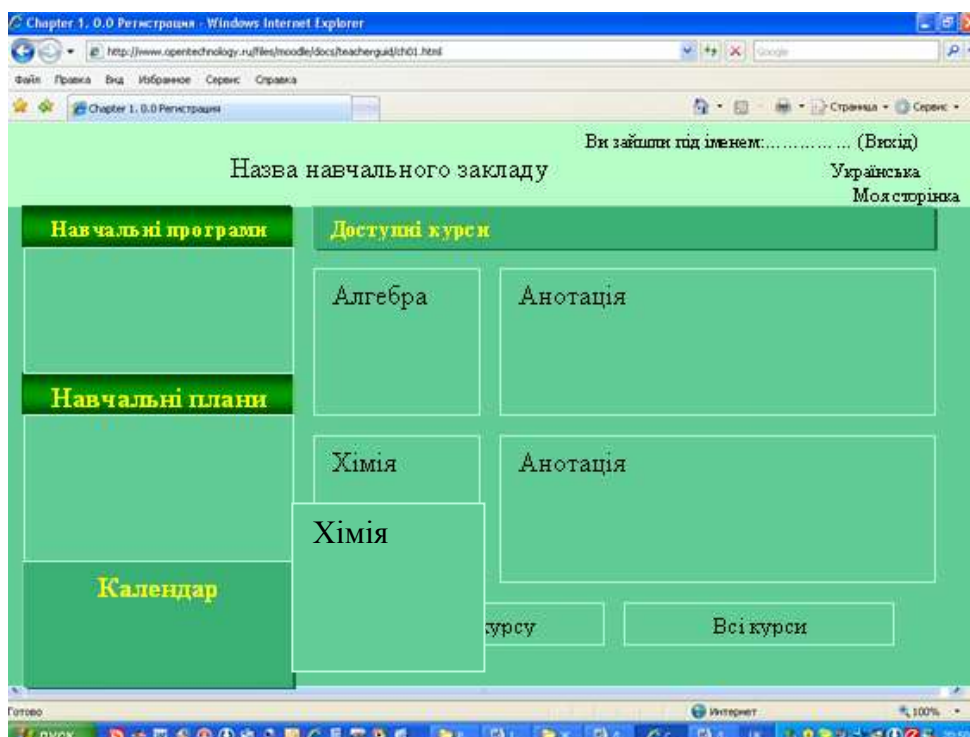 Chapter 1. 0.0 Регистрация - Windows Internet Explorer
http://www.opentechnology.ru/files/moodle/docs/teacherguid/ch01.html
Google
Файл Правка Вид Избранное Сервис Справка
Chapter 1. 0.0 Регистрация
Страница Сервис
Ви зайшли під іменем:…………… (Вихід)
Назва навчального закладу
Українська
Моя сторінка
Навчальні програми
Доступні курси
Алгебра
Анотація
Навчальні плани
Хімія
Анотація
Хімія
Календар
курсу
Всі курси
Готово
Интернет
100%
пуск